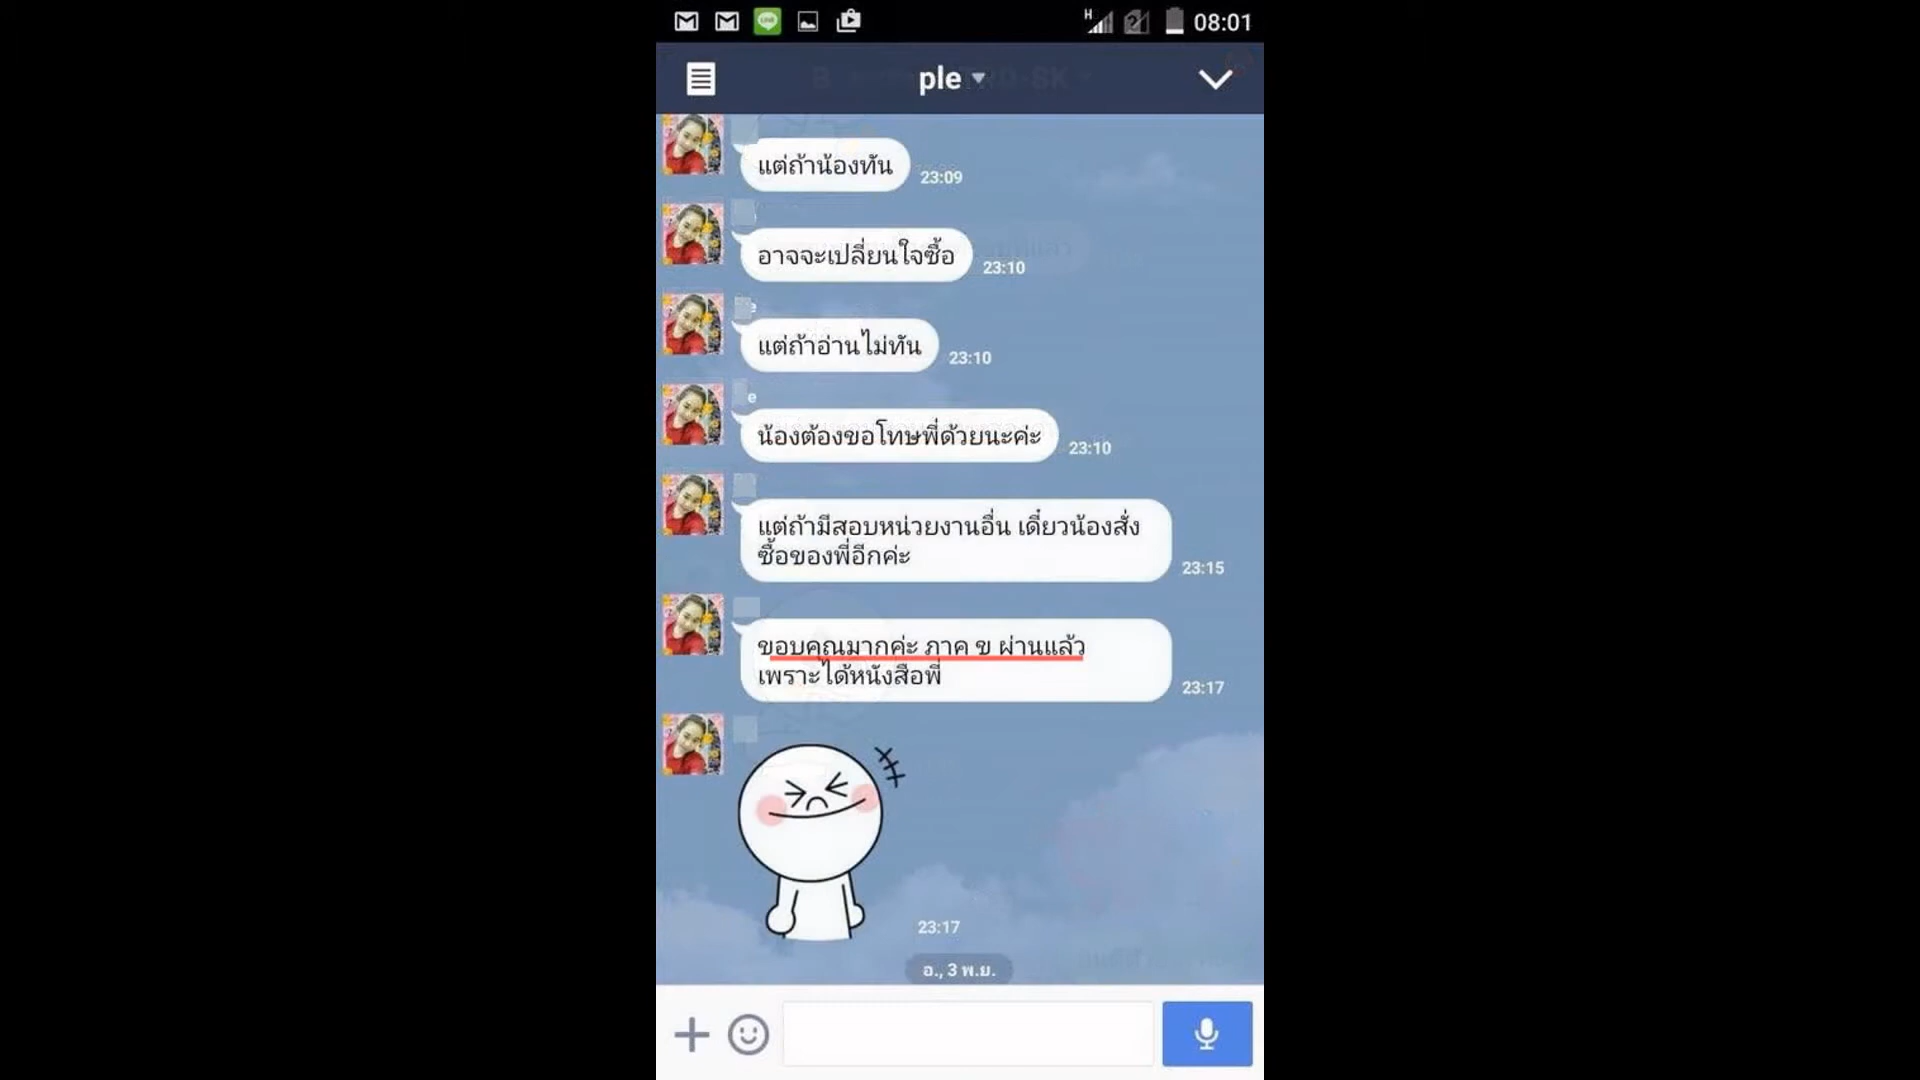 08:01
ple
แต่ถ้าน้องทัน
23:09
อาจจะเปลี่ยนใจซื้อ
23:10
แต่ถ้าอ่านไม่ทัน
23:10
น้องต้องขอโทษพี่ด้วยนะค่ะ
23:10
แต่ถ้ามีสอบหน่วยงานอื่น เดี๋ยวน้องสั่ง
ซื้อของพี่อีกค่ะ
23:15
ขอบคุณมากค่ะ ภาค ข ผ่านแล้ว
เพราะได้หนังสือพี่
23:17
23:17
อ., 3 พ.ย.